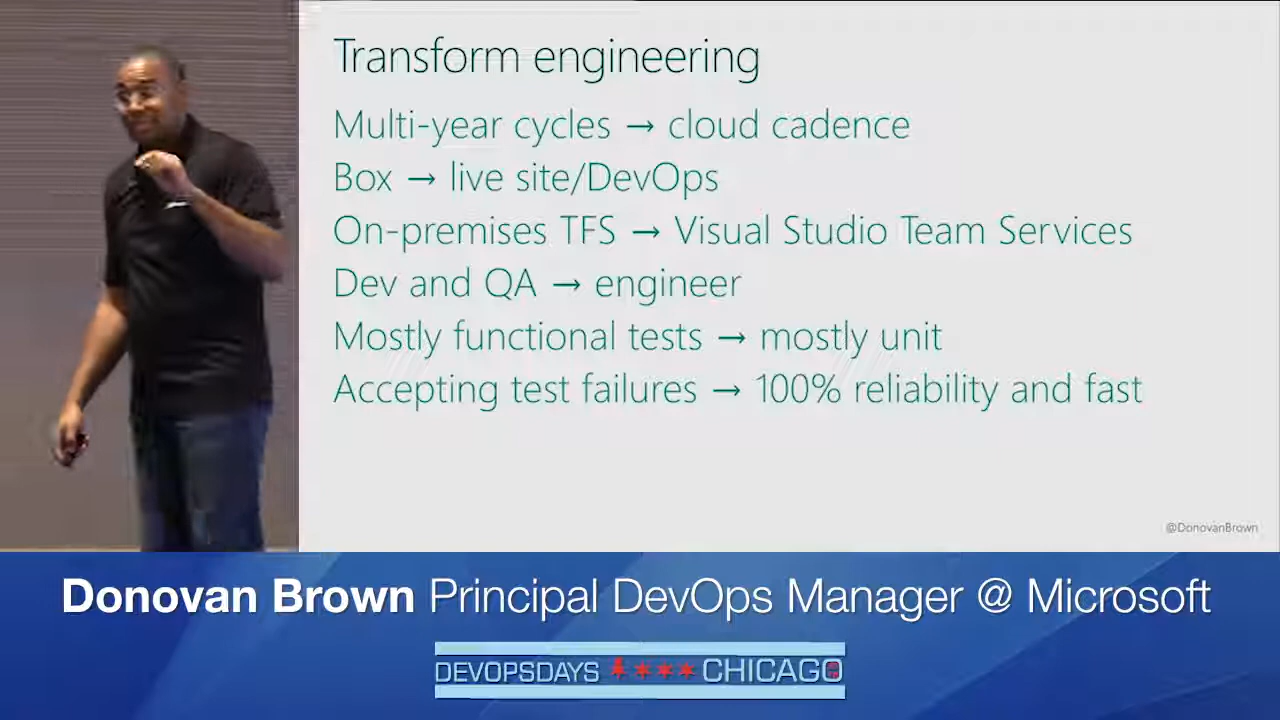 Transform engineering
Multi-year cycles → cloud cadence
Box → live site/DevOps
On-premises TFS → Visual Studio Team Services
Dev and QA → engineer
Mostly functional tests → mostly unit
Accepting test failures → 100% reliability and fast
@DonovanBrown
Donovan Brown Principal DevOps Manager @ Microsoft
DEVOPSDAYS **** CHICAGO